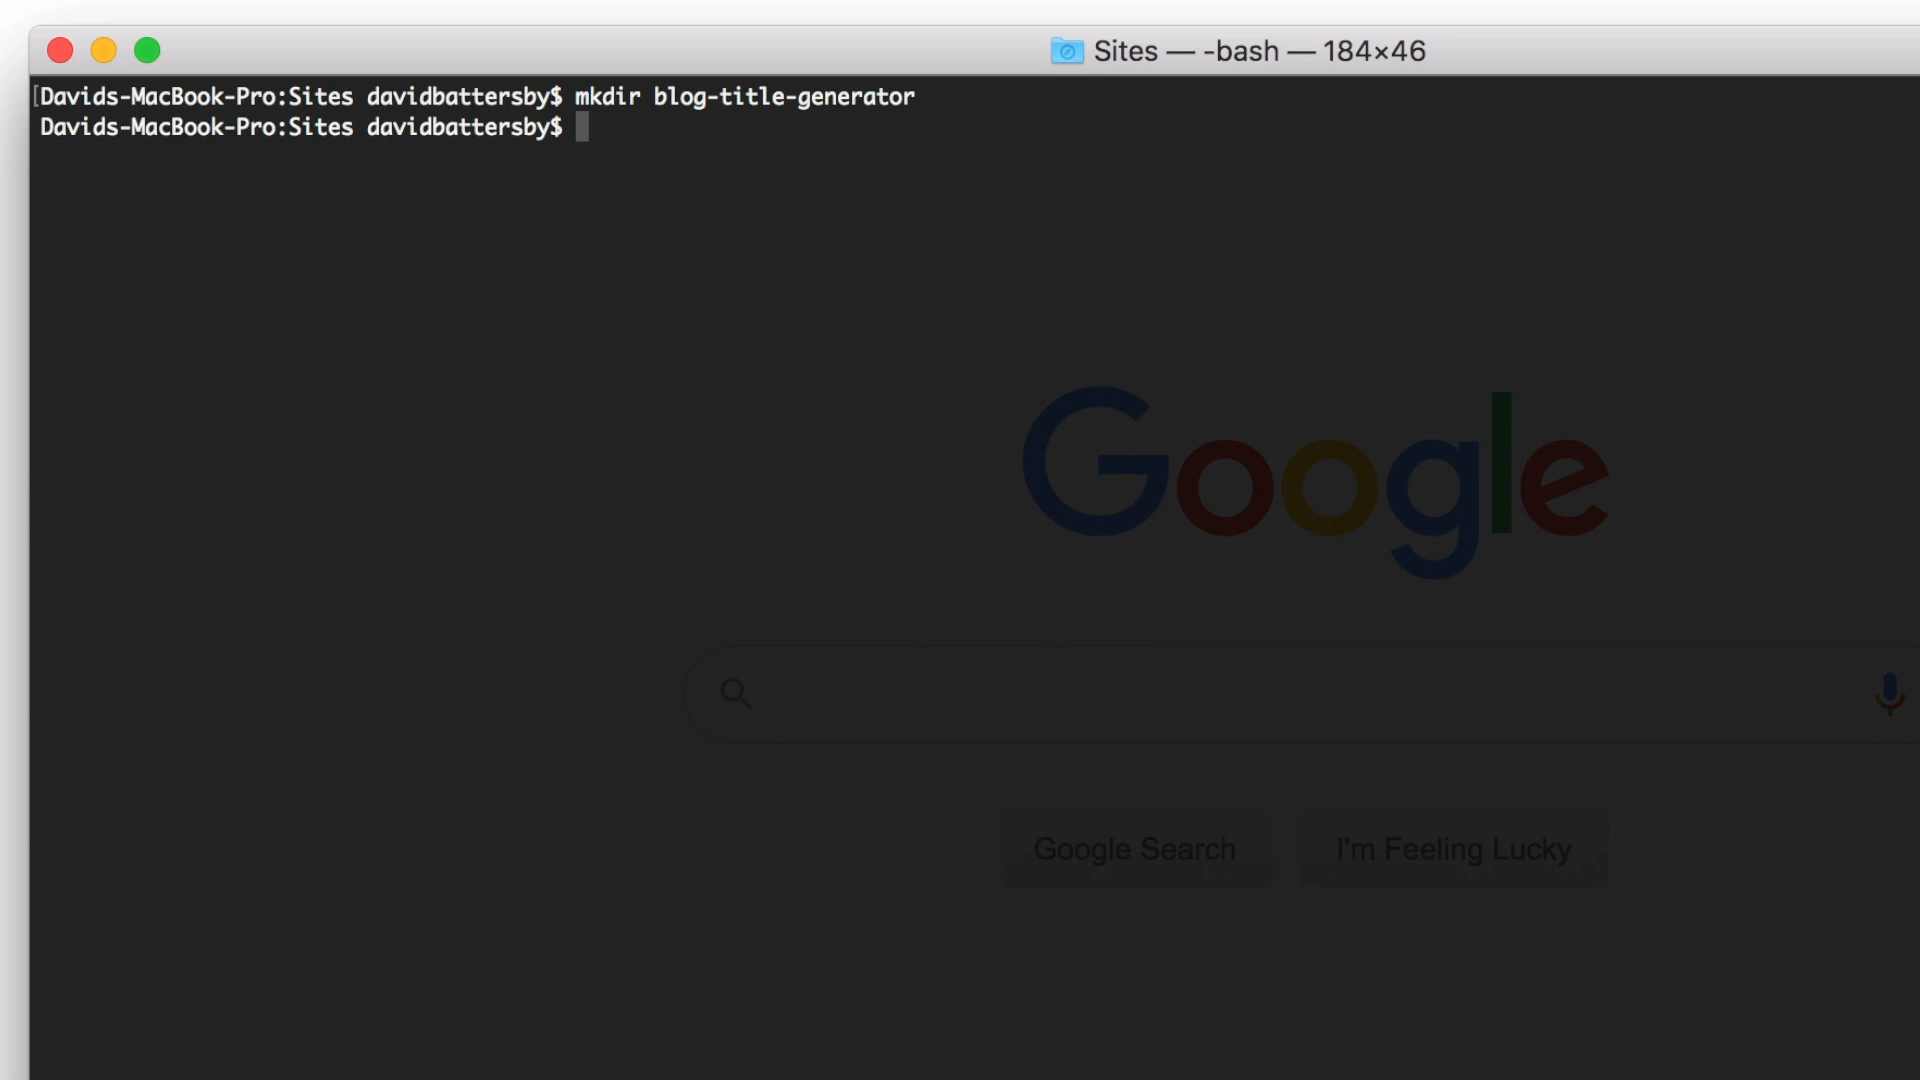 Sites — -bash — 184×46
[Davids-MacBook-Pro:Sites davidbattersby$ mkdir blog-title-generator
Davids-MacBook-Pro:Sites davidbattersby$
Google
Google Search
I'm Feeling Lucky